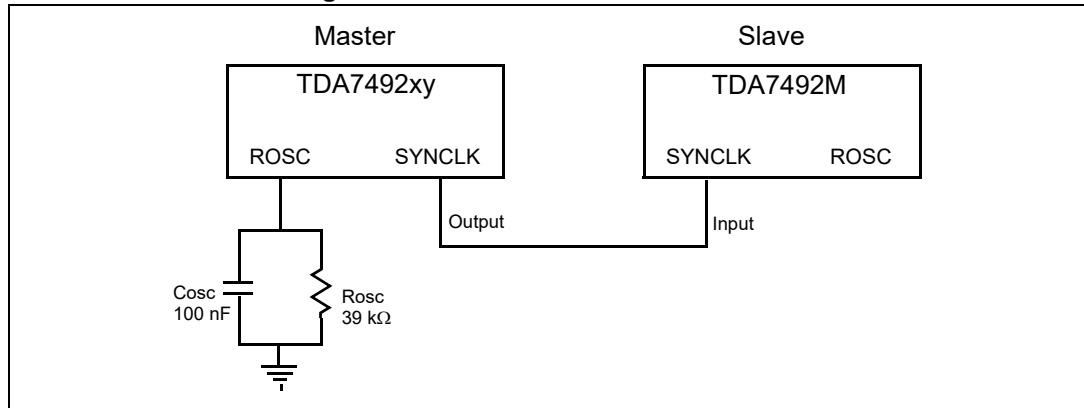 Master
Slave
TDA7492xy
TDA7492M
ROSC
SYNCLK
SYNCLK
ROSC
Output
Input
Cosc
100 nF
Rosc
39 kΩ